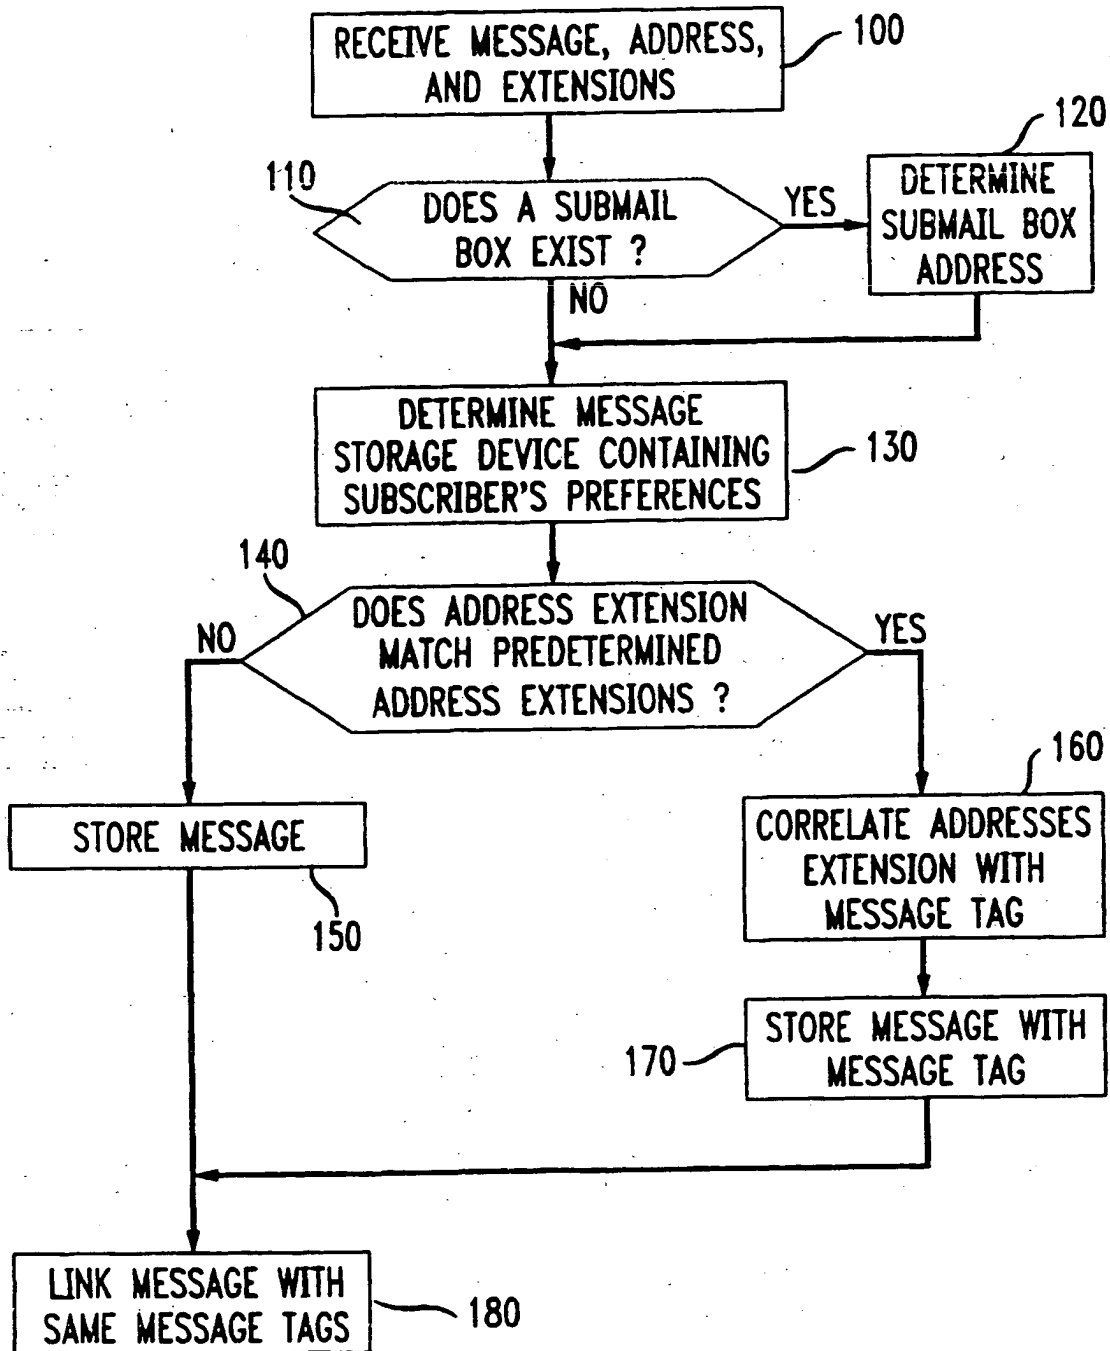 RECEIVE MESSAGE, ADDRESS,
AND EXTENSIONS
100
110
DOES A SUBMAIL
BOX EXIST ?
YES
120
DETERMINE
SUBMAIL BOX
ADDRESS
NO
DETERMINE MESSAGE
STORAGE DEVICE CONTAINING
SUBSCRIBER'S PREFERENCES
130
140
DOES ADDRESS EXTENSION
MATCH PREDETERMINED
ADDRESS EXTENSIONS ?
NO
YES
STORE MESSAGE
150
160
CORRELATE ADDRESSES
EXTENSION WITH
MESSAGE TAG
170
STORE MESSAGE WITH
MESSAGE TAG
LINK MESSAGE WITH
SAME MESSAGE TAGS
180